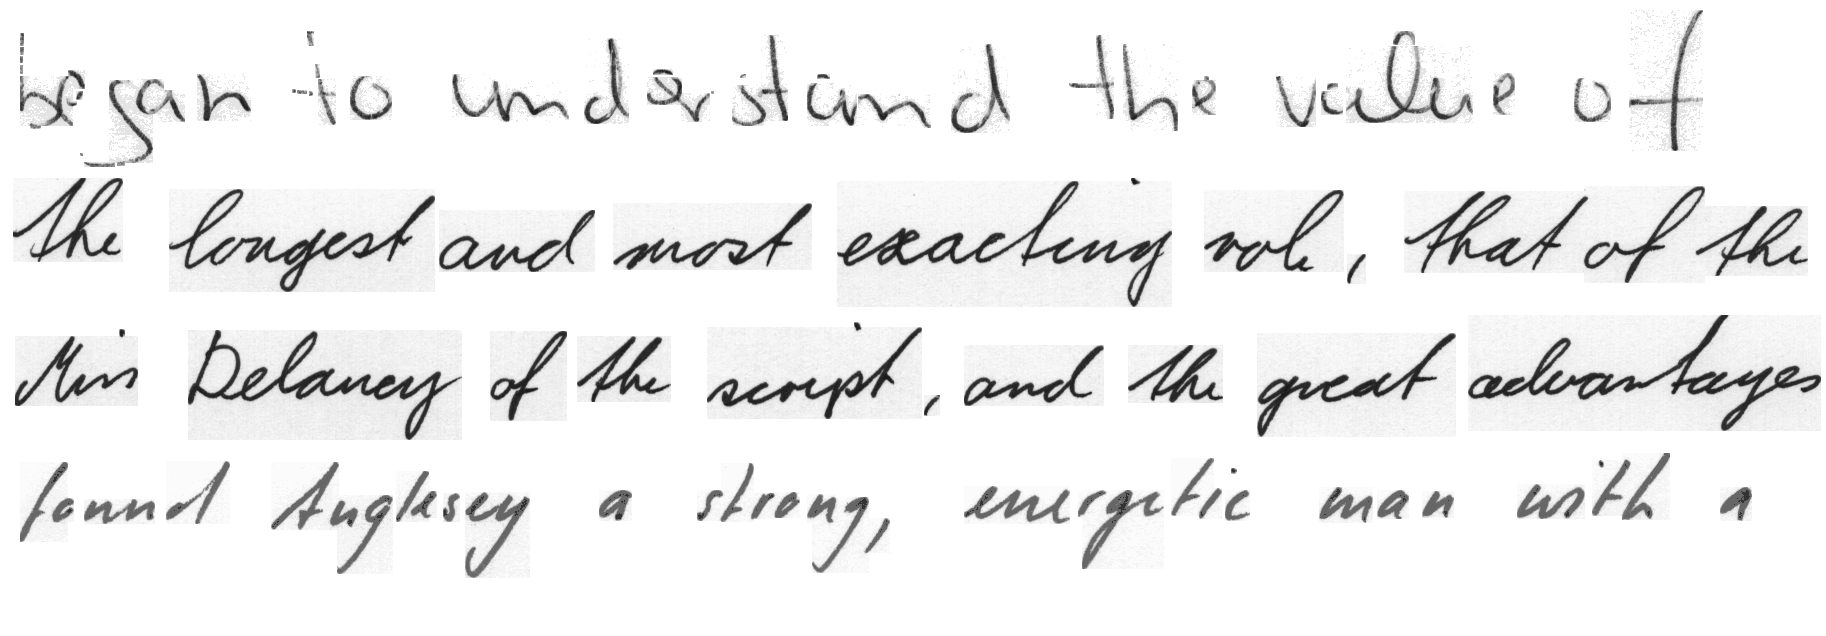 began to understand the value of
the longest and most exacting role, that of the
Miss Delaney of the script, and the great advantages
found Anglesey a strong, energetic man with a